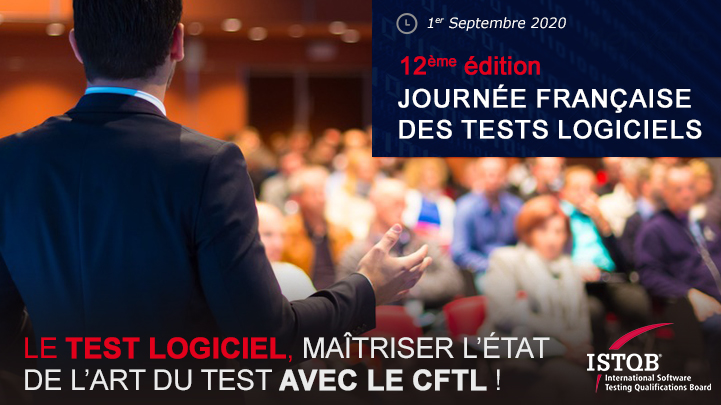 1er Septembre 2020
12ème édition
JOURNÉE FRANÇAISE
DES TESTS LOGICIELS
LE TEST LOGICIEL, MAÎTRISER L'ÉTAT
DE L'ART DU TEST AVEC LE CFTL !
ISTQB®
International Software
Testing Qualifications Board